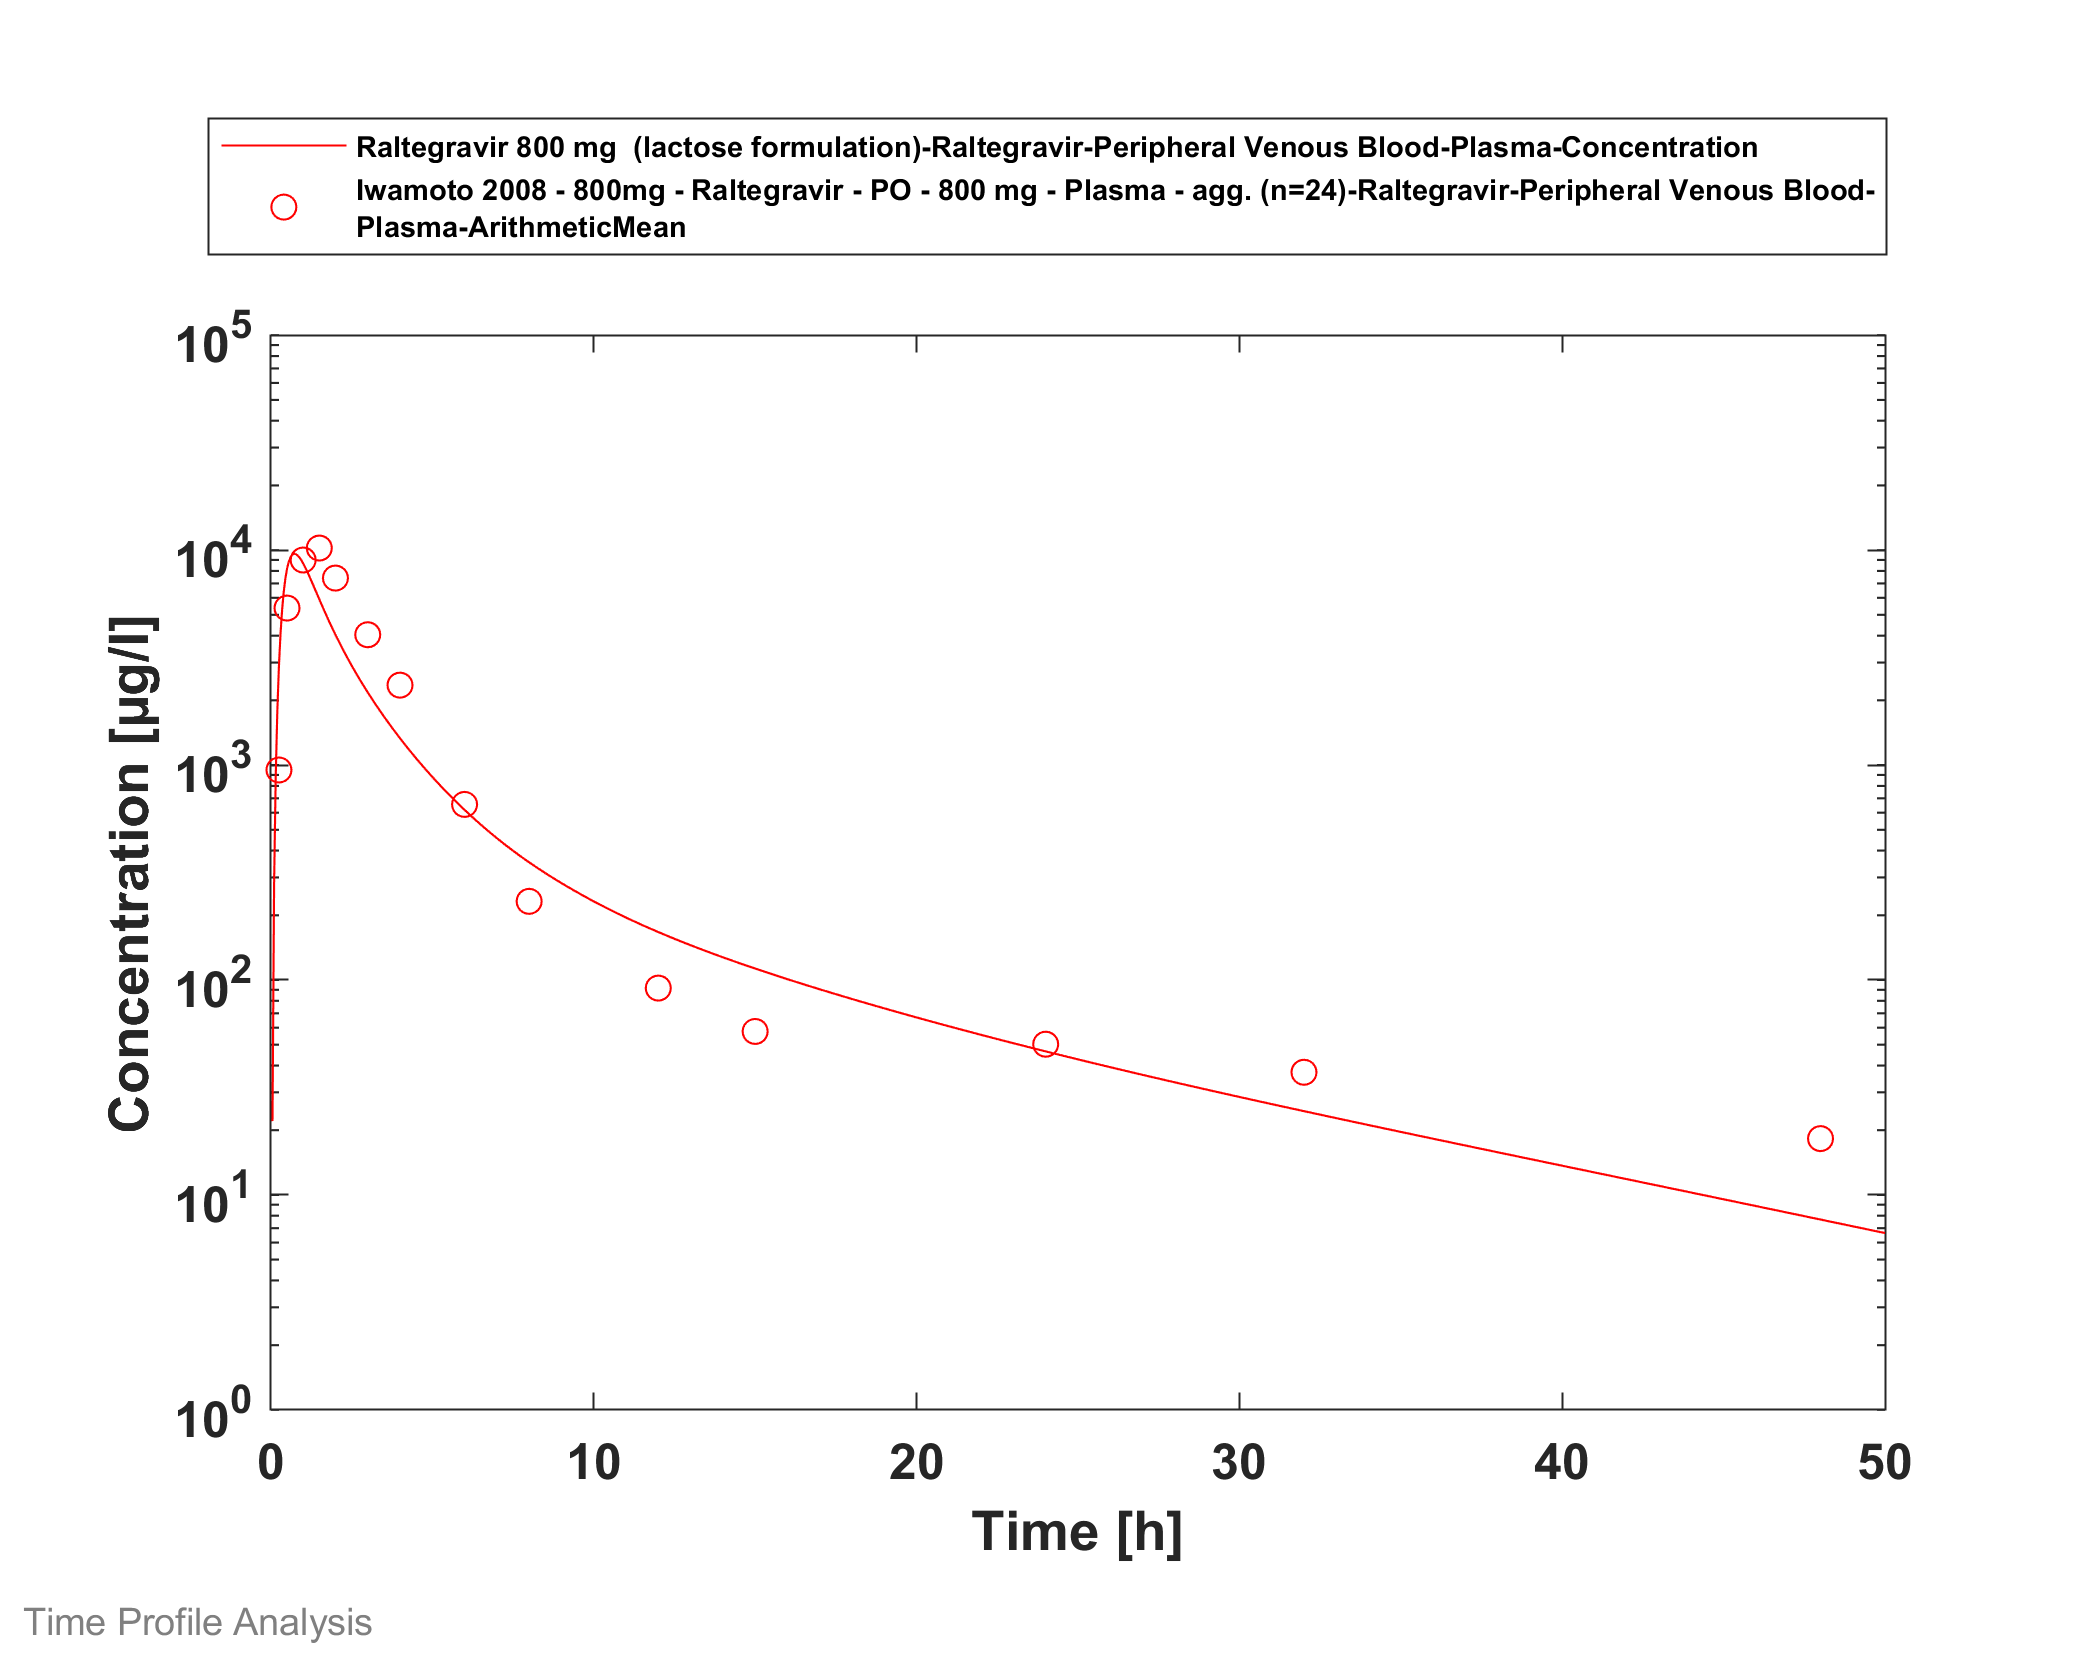 Raltegravir 800 mg  (lactose formulation)-Raltegravir-Peripheral Venous Blood-Plasma-Concentration
Iwamoto 2008 - 800mg - Raltegravir - PO - 800 mg - Plasma - agg. (n=24)-Raltegravir-Peripheral Venous Blood-
Plasma-ArithmeticMean
10^5
10^4
10^3
10^2
10^1
10^0
Concentration [µg/l]
0 10 20 30 40 50
Time [h]
Time Profile Analysis